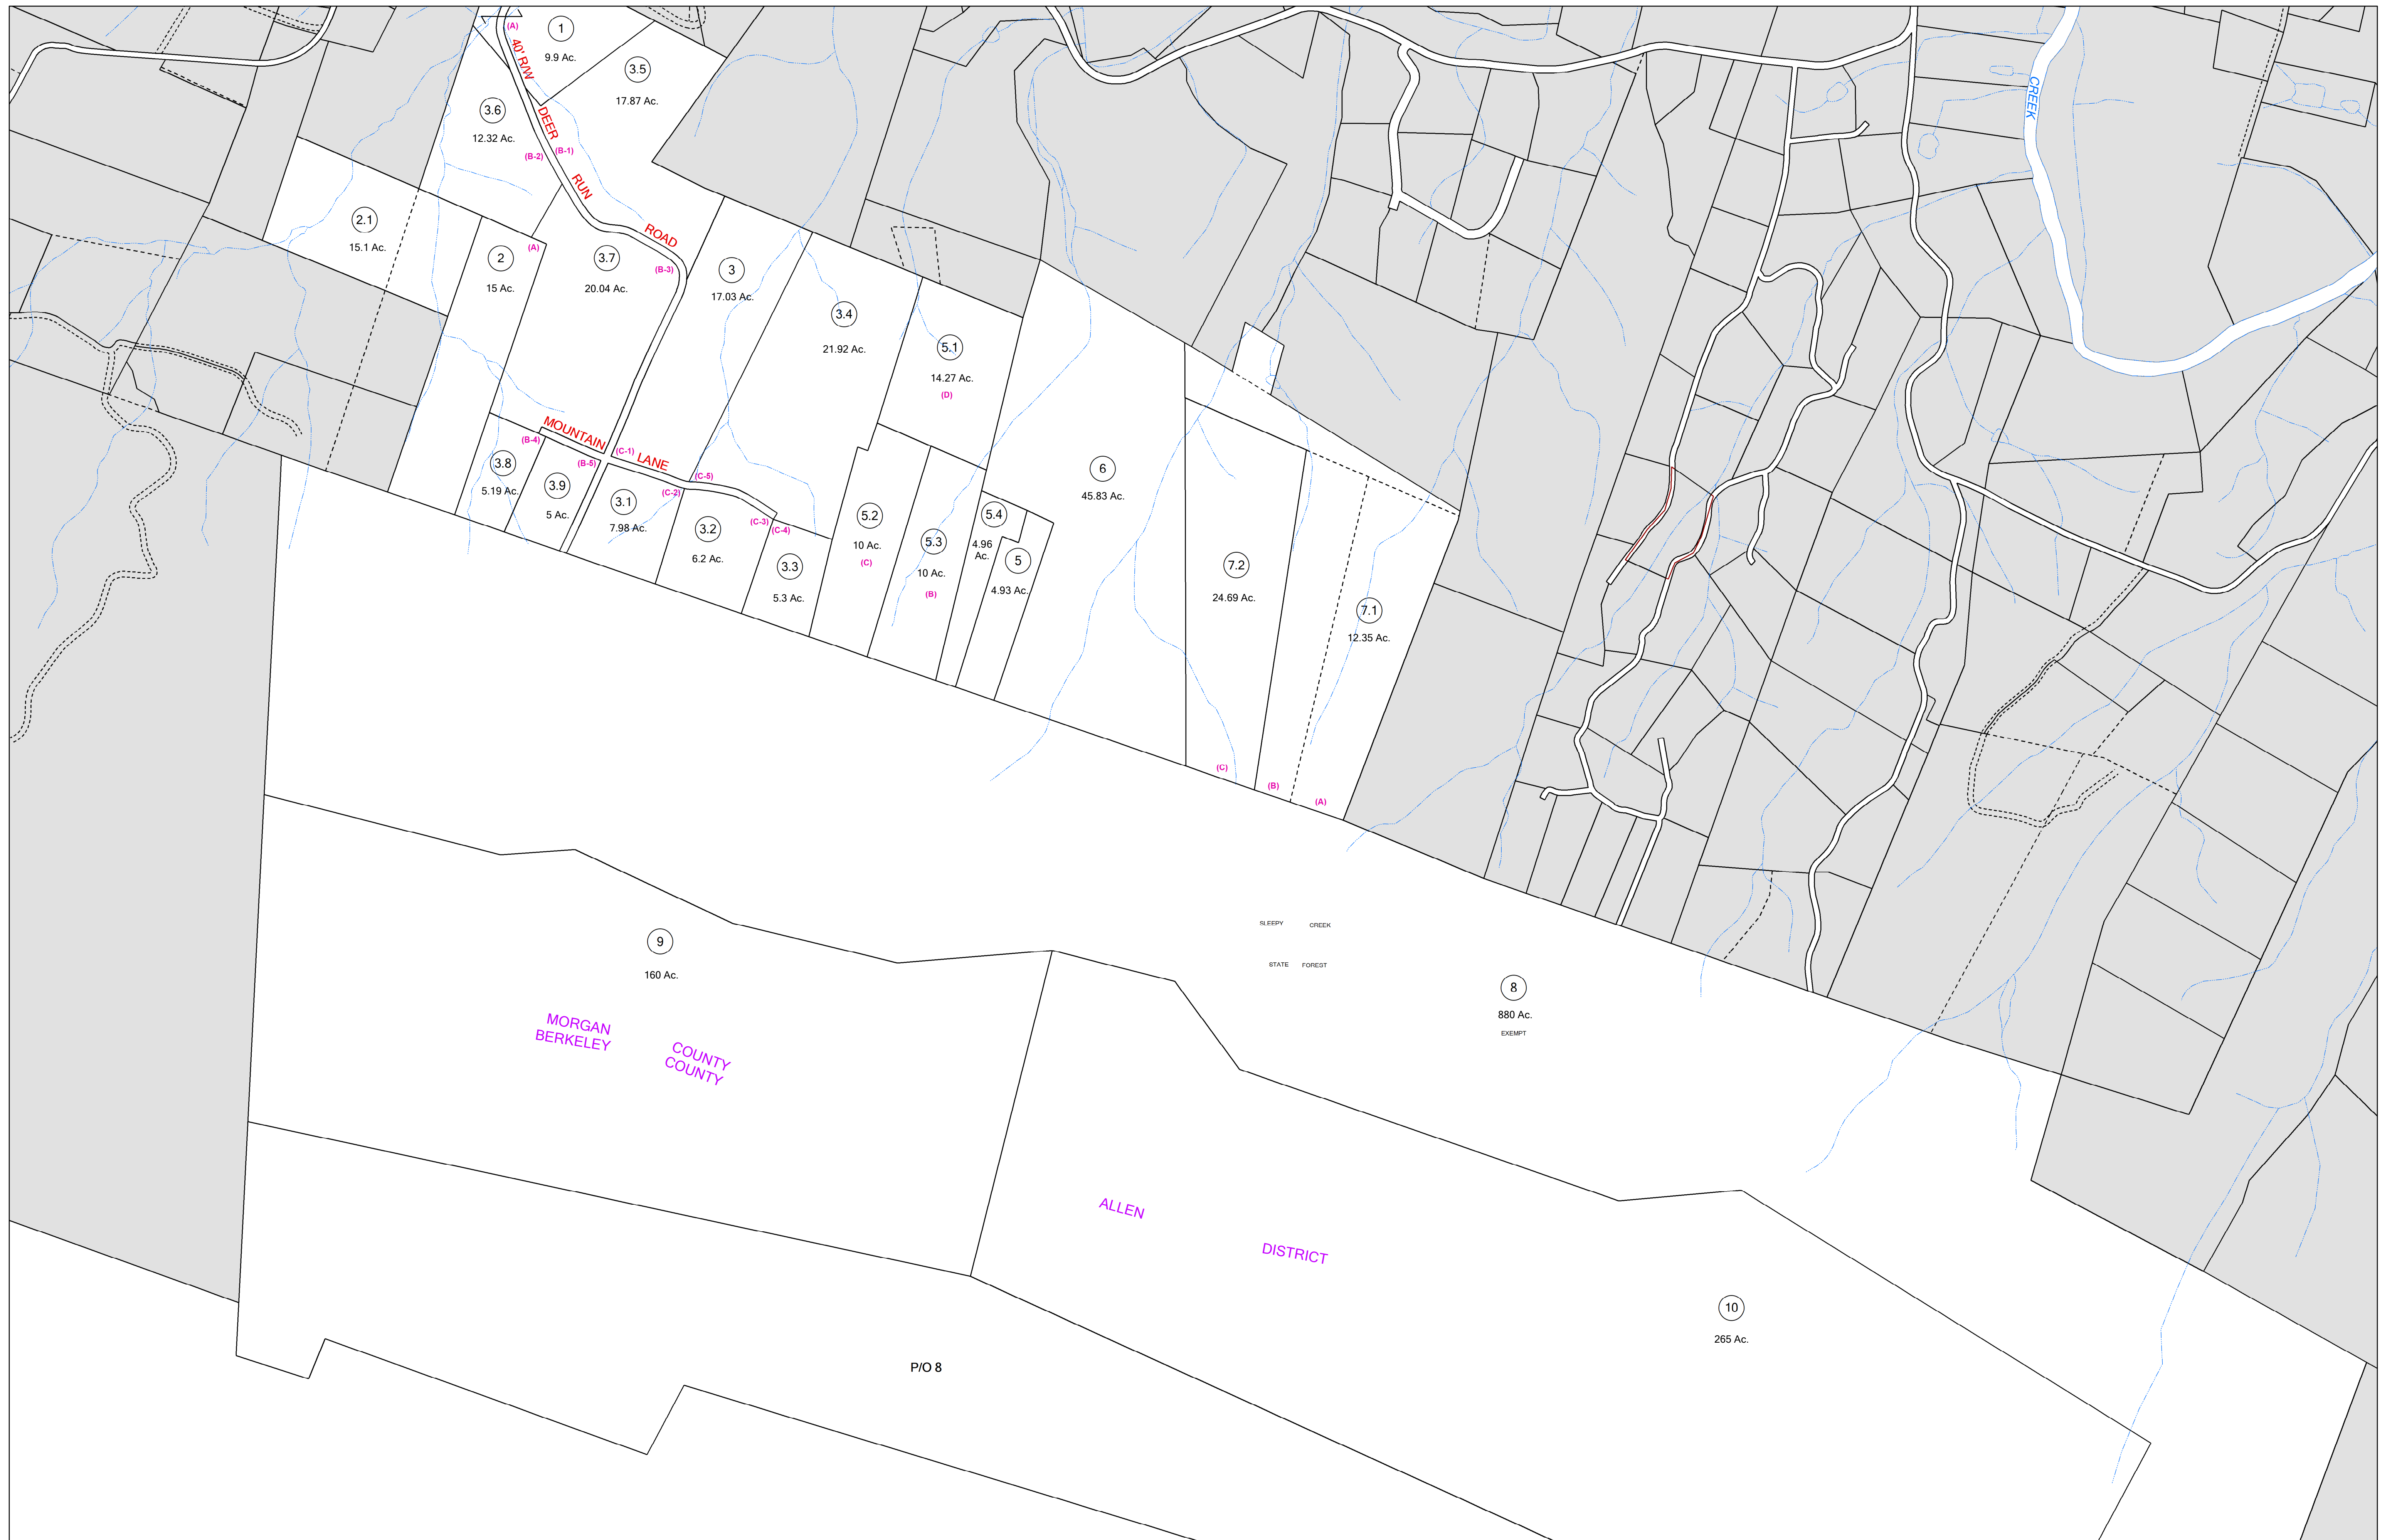 (A)
1
9.9 Ac.
40' R/W
3.5
17.87 Ac.
3.6
12.32 Ac.
DEER
(B-1)
(B-2)
RUN
CREEK
2.1
15.1 Ac.
ROAD
(A)
2
15 Ac.
3.7
20.04 Ac.
(B-3)
3
17.03 Ac.
3.4
21.92 Ac.
5.1
14.27 Ac.
(D)
MOUNTAIN
LANE
(B-4)
(C-1)
(B-5)
(C-5)
(C-2)
3.8
5.19 Ac.
3.9
5 Ac.
3.1
7.98 Ac.
3.2
6.2 Ac.
(C-3)
(C-4)
3.3
5.3 Ac.
5.2
10 Ac.
(C)
5.3
10 Ac.
(B)
5.4
4.96
Ac.
5
4.93 Ac.
6
45.83 Ac.
7.2
24.69 Ac.
7.1
12.35 Ac.
(C)
(B)
(A)
SLEEPY CREEK
STATE FOREST
9
160 Ac.
8
880 Ac.
EXEMPT
MORGAN COUNTY
BERKELEY COUNTY
ALLEN DISTRICT
10
265 Ac.
P/O 8